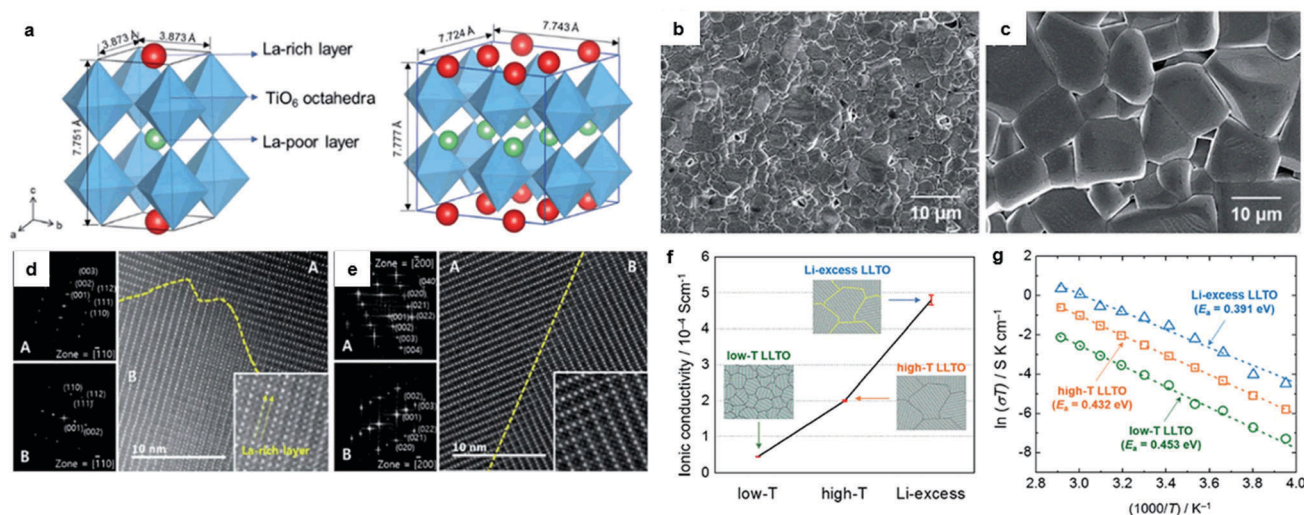 a
3.873 Å
3.873 Å
7.751 Å
La-rich layer
TiO6 octahedra
La-poor layer
c
a
b
7.724 Å
7.743 Å
7.777 Å
b
10 µm
c
10 µm
d
(003)
(002)
(112)
(001)
(111)
(110)
A
Zone = [1̄10]
(110)
(111)
(001)
(002)
B
Zone = [1̄10]
A
B
10 nm
La-rich-layer
e
Zone = [2̄00]
(040)
(020)
(021)
(022)
(001)
(002)
(003)
(004)
A
(002)
(003)
(001)
(022)
(021)
(020)
B
Zone = [2̄00]
A
B
10 nm
f
Ionic conductivity / 10⁻⁴ Scm⁻¹
6
5
4
3
2
1
0
Li-excess LLTO
low-T LLTO
high-T LLTO
low-T
high-T
Li-excess
g
ln (σT) / S K cm⁻¹
0
-2
-4
-6
-8
Li-excess LLTO
(Ea = 0.391 eV)
high-T LLTO
(Ea = 0.432 eV)
low-T LLTO
(Ea = 0.453 eV)
2.8
3.0
3.2
3.4
3.6
3.8
4.0
(1000/T) / K⁻¹